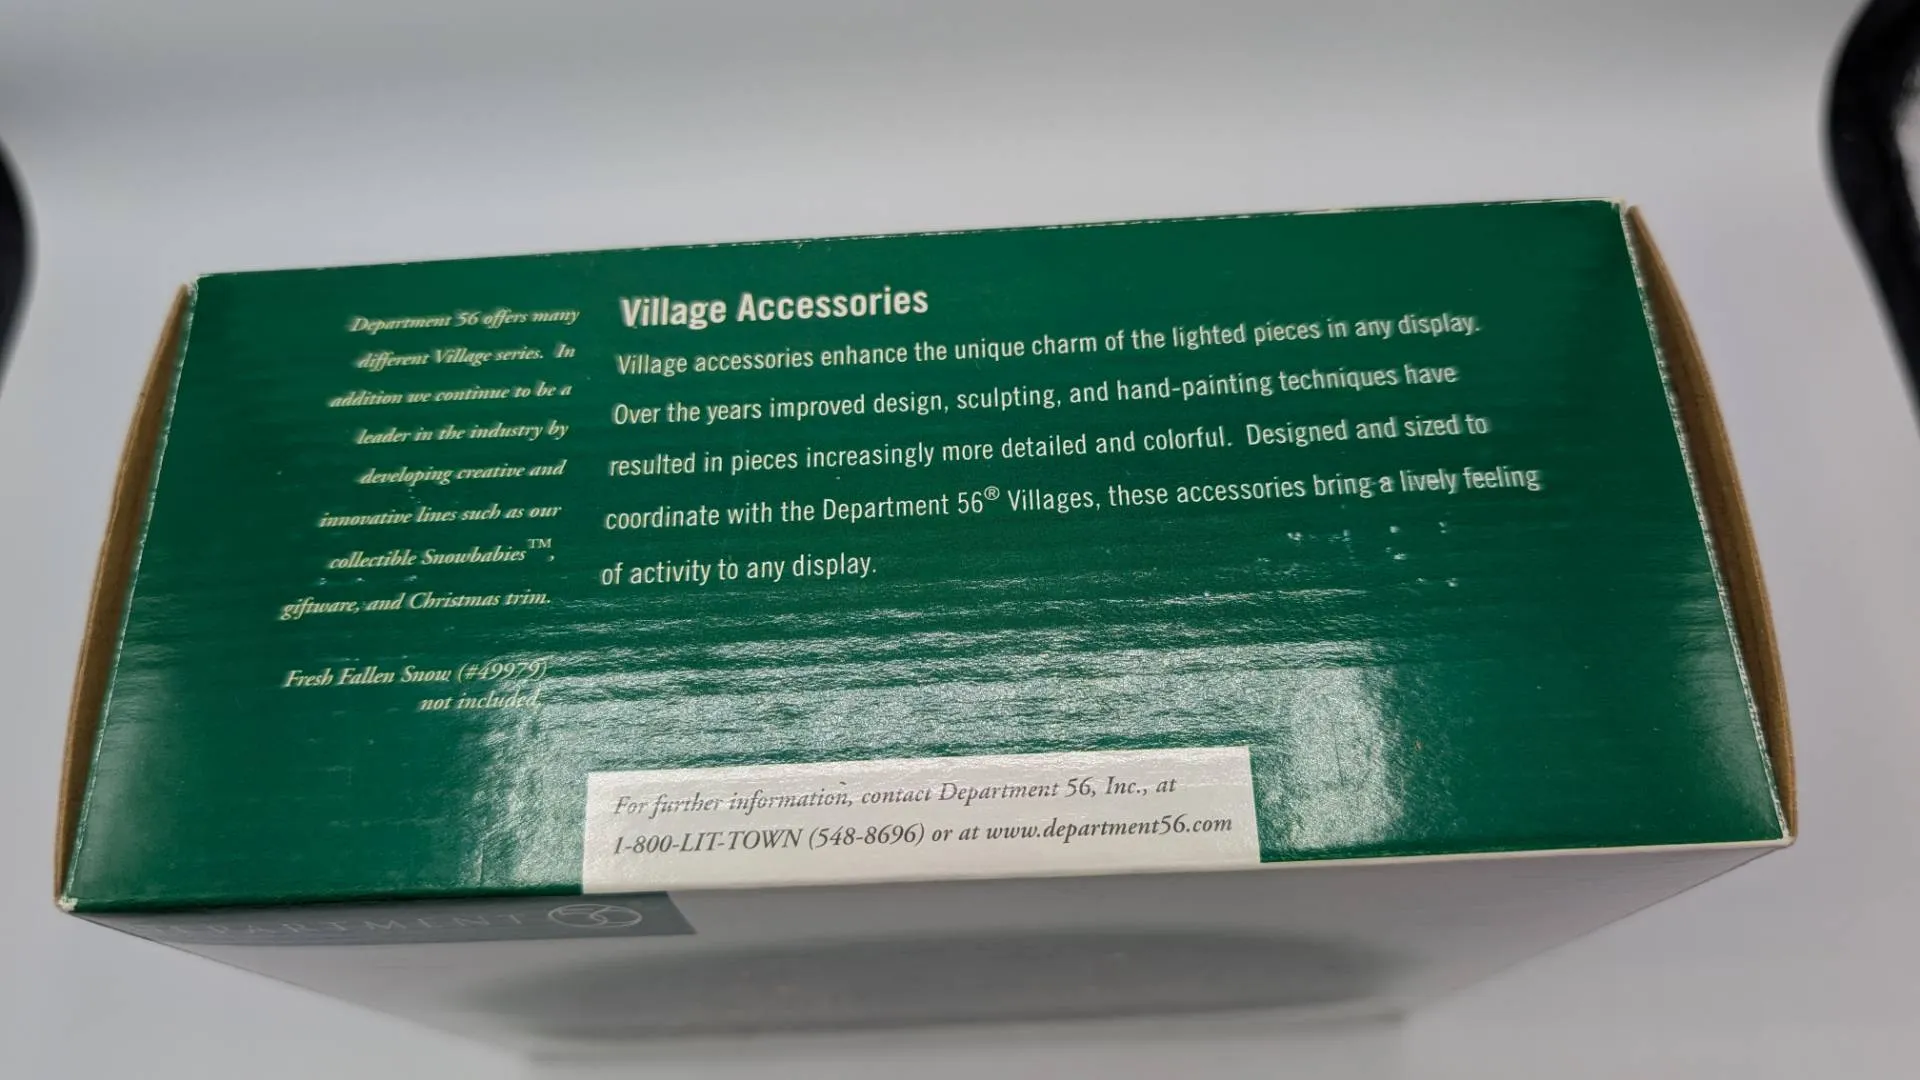 Department 56 offers many
different Village series. In
addition we continue to be a
leader in the industry by
developing creative and
innovative lines such as our
collectible Snowbabies™,
giftware, and Christmas trim.
Fresh Fallen Snow (#49979)
not included.
Village Accessories
Village accessories enhance the unique charm of the lighted pieces in any display.
Over the years improved design, sculpting, and hand-painting techniques have
resulted in pieces increasingly more detailed and colorful. Designed and sized to
coordinate with the Department 56® Villages, these accessories bring a lively feeling
of activity to any display.
For further information, contact Department 56, Inc., at
1-800-LIT-TOWN (548-8696) or at www.department56.com
DEPARTMENT 56